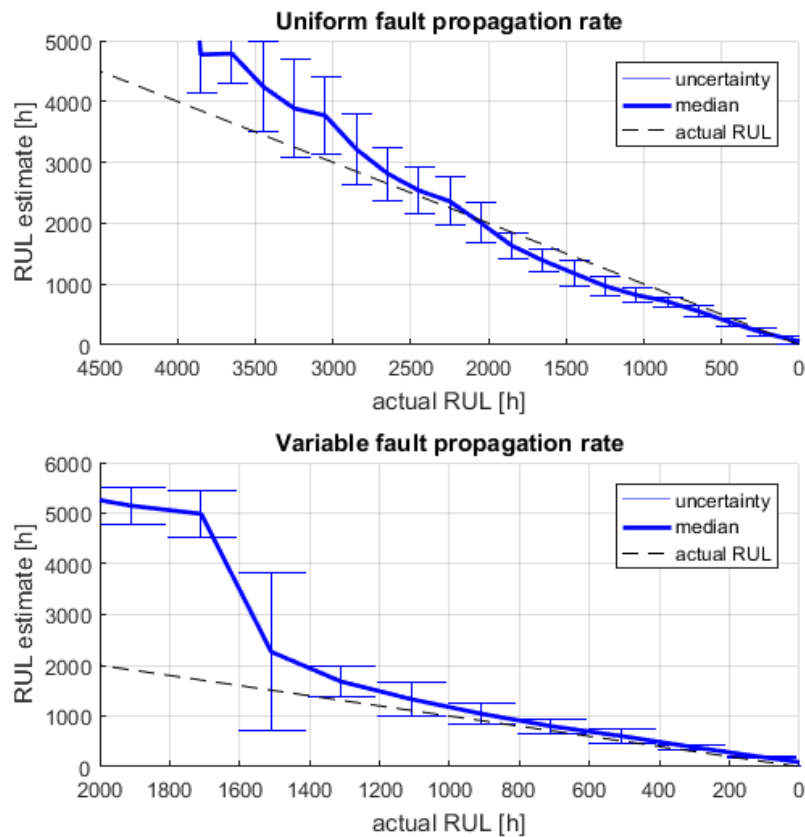 Uniform fault propagation rate
5000
4000
3000
2000
1000
0
RUL estimate [h]
uncertainty
median
actual RUL
4500 4000 3500 3000 2500 2000 1500 1000 500 0
actual RUL [h]
Variable fault propagation rate
6000
5000
4000
3000
2000
1000
0
RUL estimate [h]
uncertainty
median
actual RUL
2000 1800 1600 1400 1200 1000 800 600 400 200 0
actual RUL [h]